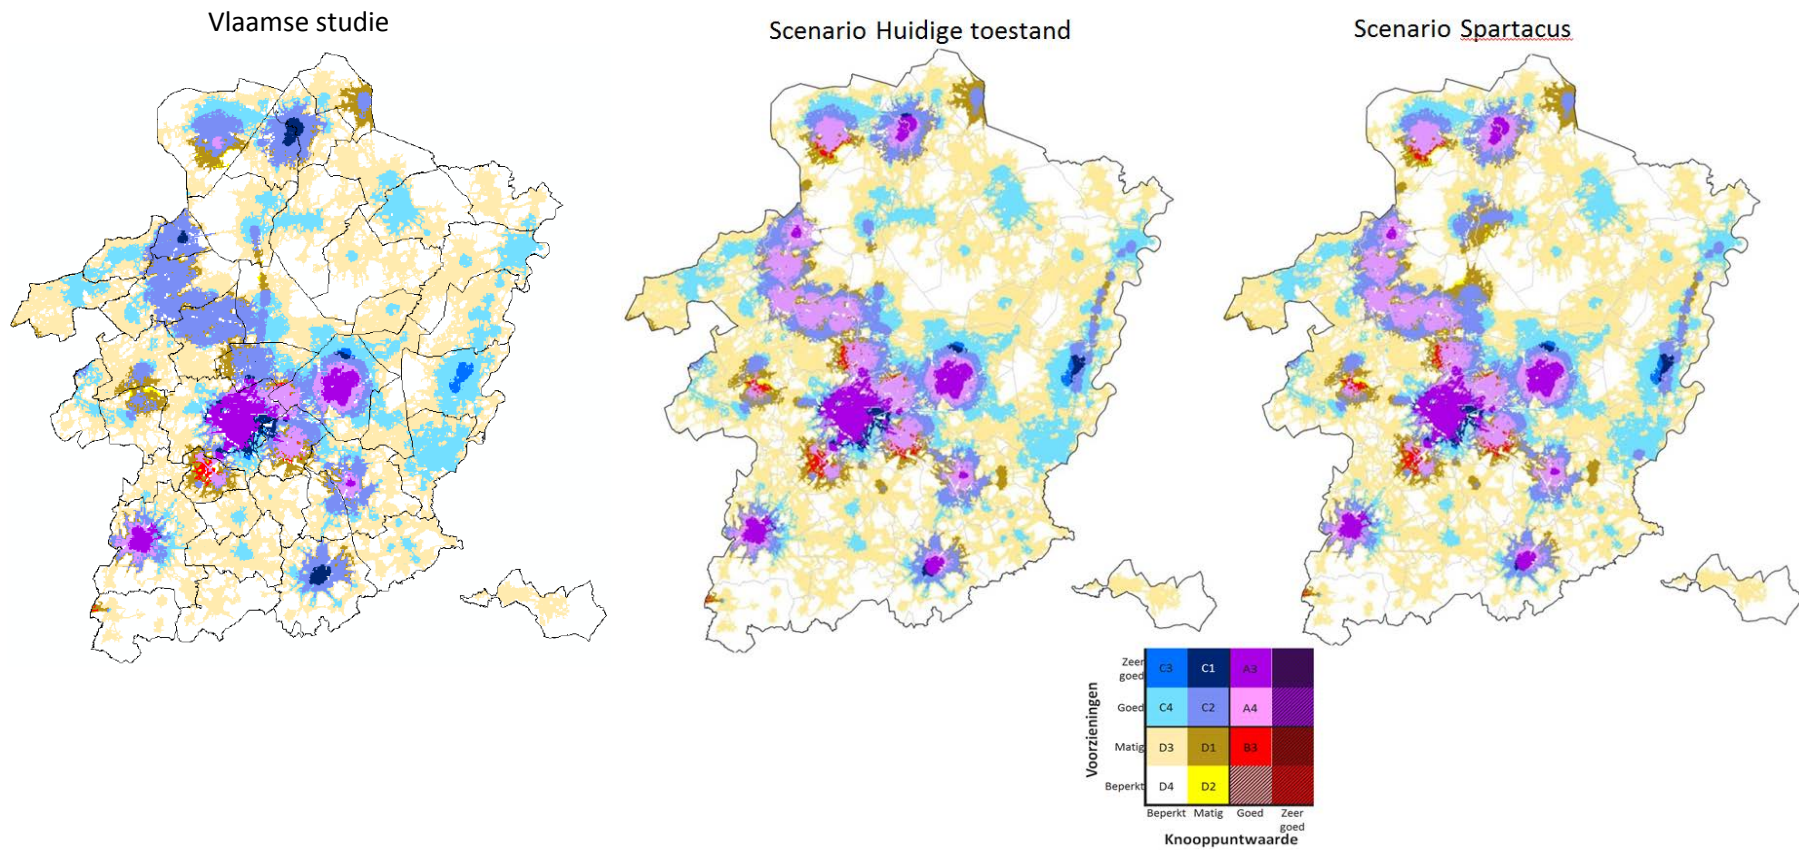 Vlaamse studie
Scenario Huidige toestand
Scenario Spartacus
Voorzieningen
Zeer
goed
C3 C1 A3
Goed C4 C2 A4
Matig D3 D1 B3
Beperkt D4 D2
Beperkt Matig Goed Zeer
goed
Knooppuntwaarde